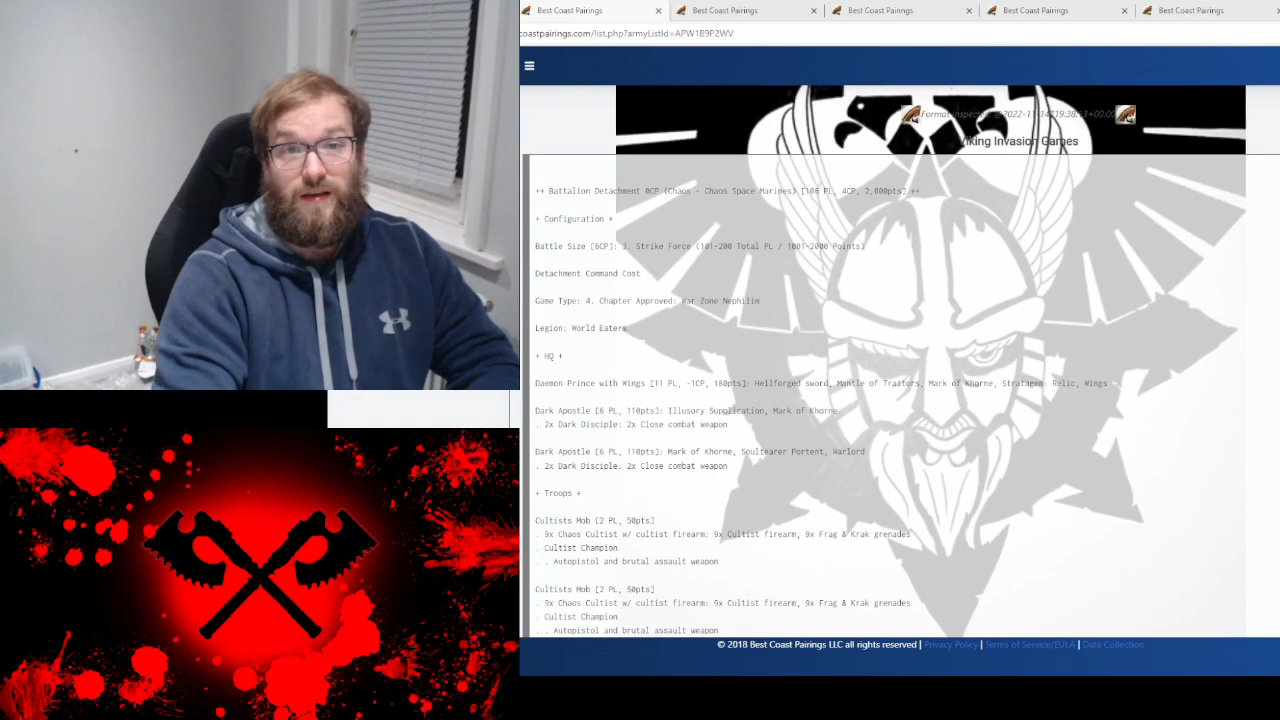 Best Coast Pairings
Best Coast Pairings
Best Coast Pairings
Best Coast Pairings
Best Coast Pairings
coastpairings.com/list.php?armyListId=APW1B9P2WV
Viking Invasion Games
++ Battalion Detachment 0CP (Chaos - Chaos Space Marines) [106 PL, 4CP, 2,000pts] ++
+ Configuration +
Battle Size [6CP]: 3. Strike Force (101-200 Total PL / 1001-2000 Points)
Detachment Command Cost
Game Type: 4. Chapter Approved: War Zone Nephilim
Legion: World Eaters
+ HQ +
Daemon Prince with Wings [11 PL, -1CP, 180pts]: Hellforged sword, Mantle of Traitors, Mark of Khorne, Stratagem: Relic, Wings
Dark Apostle [6 PL, 110pts]: Illusory Supplication, Mark of Khorne
. 2x Dark Disciple: 2x Close combat weapon
Dark Apostle [6 PL, 110pts]: Mark of Khorne, Soultearer Portent, Warlord
. 2x Dark Disciple: 2x Close combat weapon
+ Troops +
Cultists Mob [2 PL, 50pts]
. 9x Chaos Cultist w/ cultist firearm: 9x Cultist firearm, 9x Frag & Krak grenades
. Cultist Champion
. . Autopistol and brutal assault weapon
Cultists Mob [2 PL, 50pts]
. 9x Chaos Cultist w/ cultist firearm: 9x Cultist firearm, 9x Frag & Krak grenades
. Cultist Champion
. . Autopistol and brutal assault weapon
© 2018 Best Coast Pairings LLC all rights reserved | Privacy Policy | Terms of Service/EULA | Data Collection